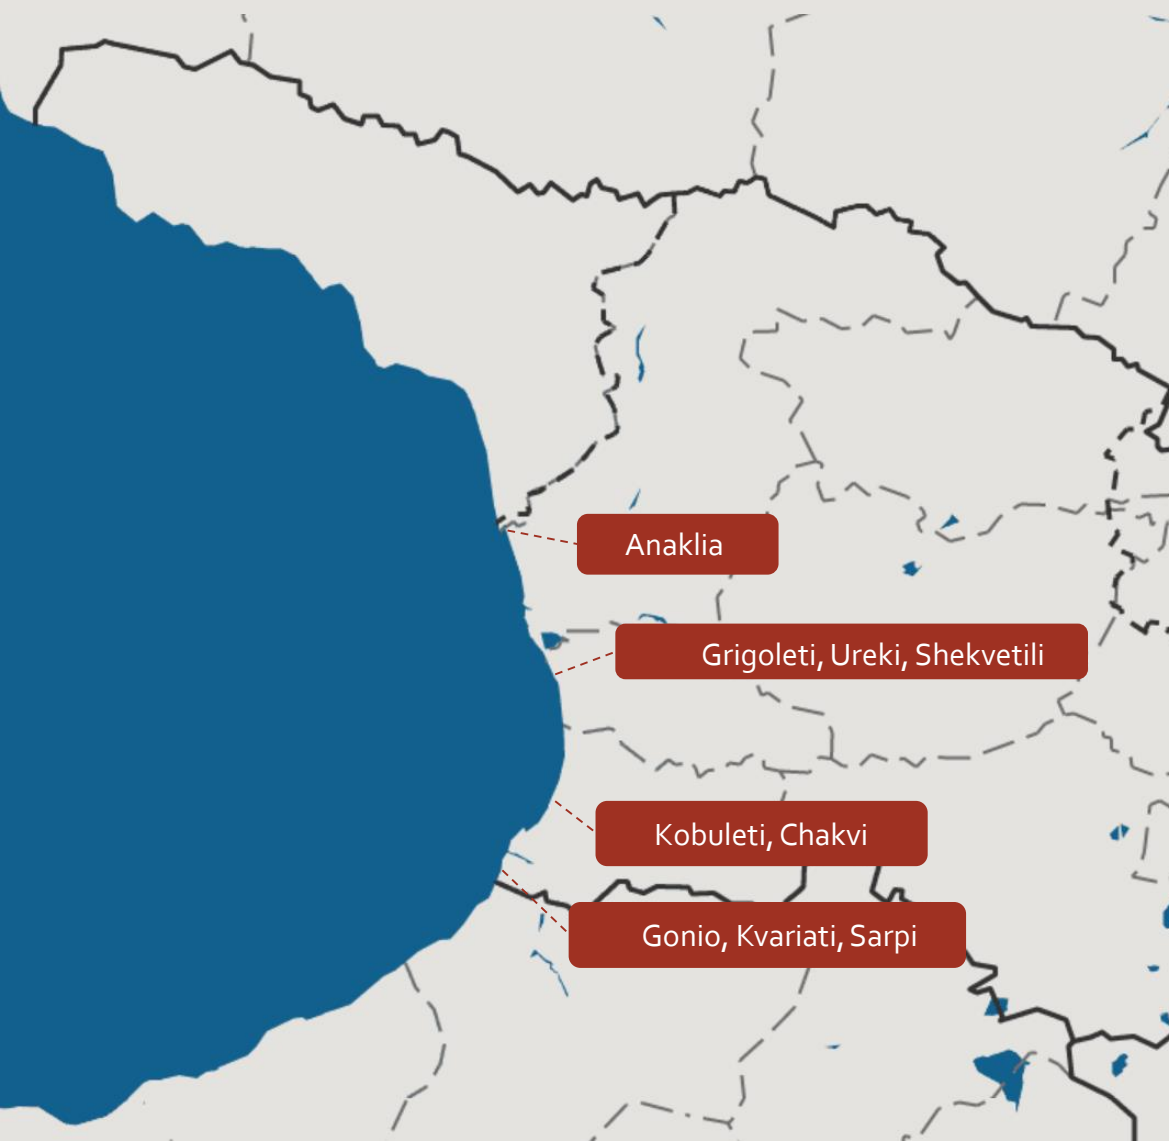 Anaklia
Grigoleti, Ureki, Shekvetili
Kobuleti, Chakvi
Gonio, Kvariati, Sarpi